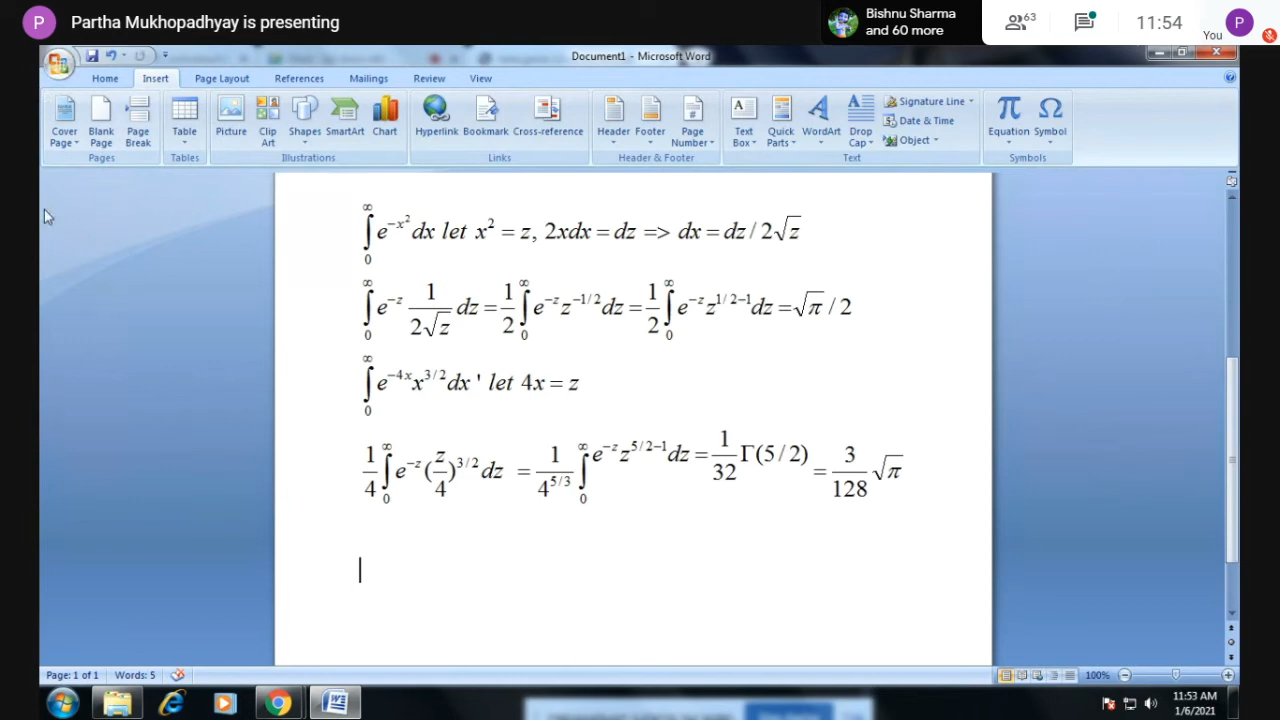 P Partha Mukhopadhyay is presenting
Bishnu Sharma
and 60 more
63
11:54
You
P
Document1 - Microsoft Word
Home Insert Page Layout References Mailings Review View
Cover Page Blank Page Page Break Table Picture Clip Art Shapes SmartArt Chart Hyperlink Bookmark Cross-reference Header Footer Page Number Text Box Quick Parts WordArt Drop Cap Signature Line Date & Time Object Equation Symbol
Pages Tables Illustrations Links Header & Footer Text Symbols
∫₀^∞ e^{-x²} dx let x² = z, 2xdx = dz => dx = dz / 2√z
∫₀^∞ e^{-z} 1/(2√z) dz = 1/2 ∫₀^∞ e^{-z} z^{-1/2} dz = 1/2 ∫₀^∞ e^{-z} z^{1/2-1} dz = √π / 2
∫₀^∞ e^{-4x} x^{3/2} dx ' let 4x = z
1/4 ∫₀^∞ e^{-z} (z/4)^{3/2} dz = 1/4^{5/3} ∫₀^∞ e^{-z} z^{5/2-1} dz = 1/32 Γ(5/2) = 3/128 √π
Page: 1 of 1 Words: 5 100%
11:53 AM
1/6/2021